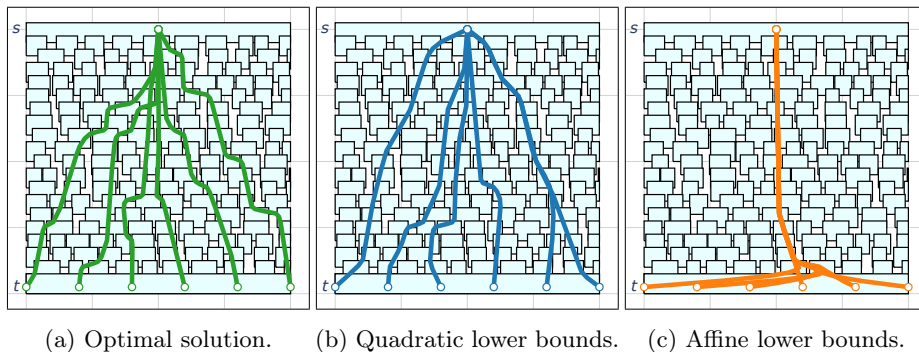 s
t
s
t
s
t
(a) Optimal solution.
(b) Quadratic lower bounds.
(c) Affine lower bounds.